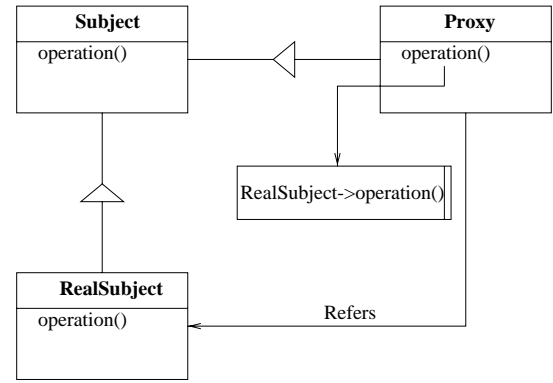 Subject
operation()
Proxy
operation()
RealSubject->operation()
RealSubject
operation()
Refers